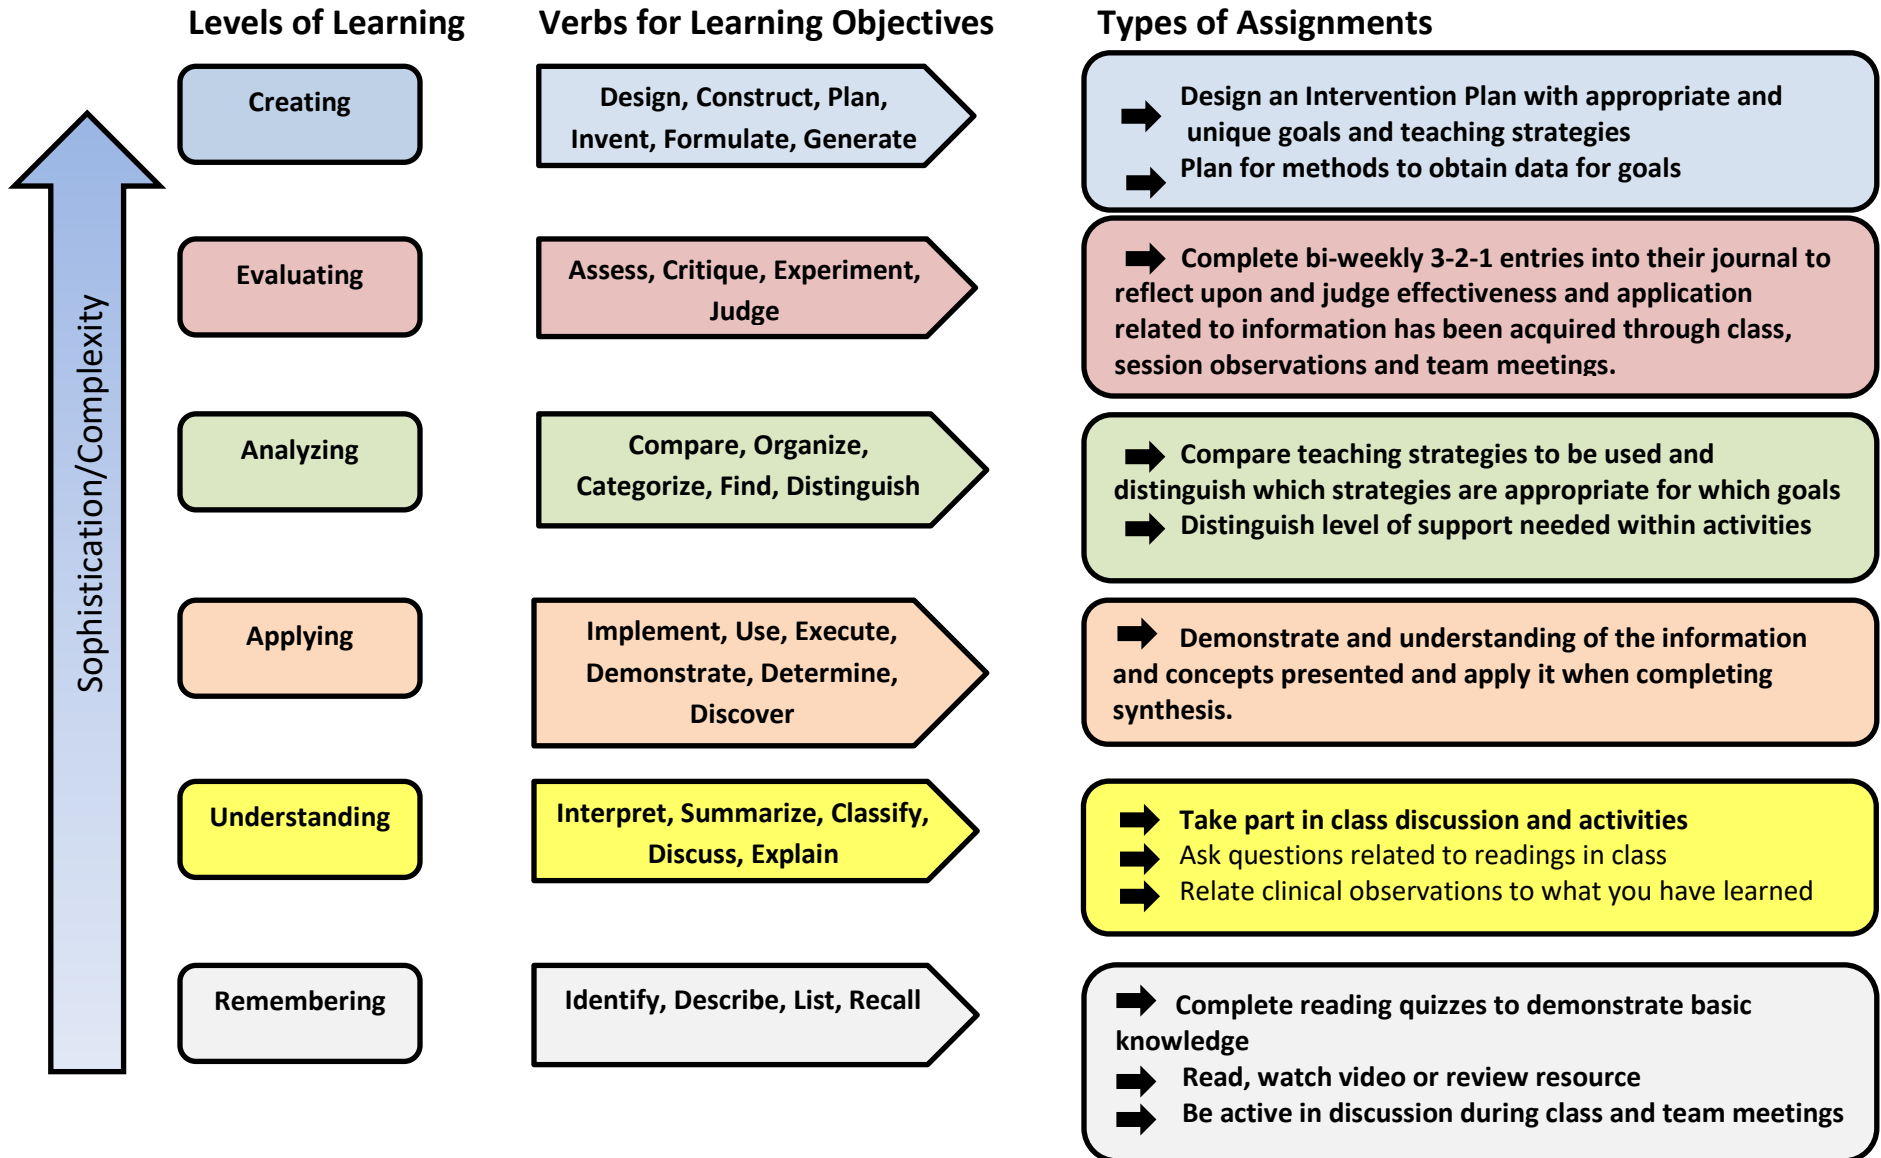 Levels of Learning
Verbs for Learning Objectives
Types of Assignments
Sophistication/Complexity
Creating
Design, Construct, Plan,
Invent, Formulate, Generate
Design an Intervention Plan with appropriate and
unique goals and teaching strategies
Plan for methods to obtain data for goals
Evaluating
Assess, Critique, Experiment,
Judge
Complete bi-weekly 3-2-1 entries into their journal to
reflect upon and judge effectiveness and application
related to information has been acquired through class,
session observations and team meetings.
Analyzing
Compare, Organize,
Categorize, Find, Distinguish
Compare teaching strategies to be used and
distinguish which strategies are appropriate for which goals
Distinguish level of support needed within activities
Applying
Implement, Use, Execute,
Demonstrate, Determine,
Discover
Demonstrate and understanding of the information
and concepts presented and apply it when completing
synthesis.
Understanding
Interpret, Summarize, Classify,
Discuss, Explain
Take part in class discussion and activities
Ask questions related to readings in class
Relate clinical observations to what you have learned
Remembering
Identify, Describe, List, Recall
Complete reading quizzes to demonstrate basic
knowledge
Read, watch video or review resource
Be active in discussion during class and team meetings